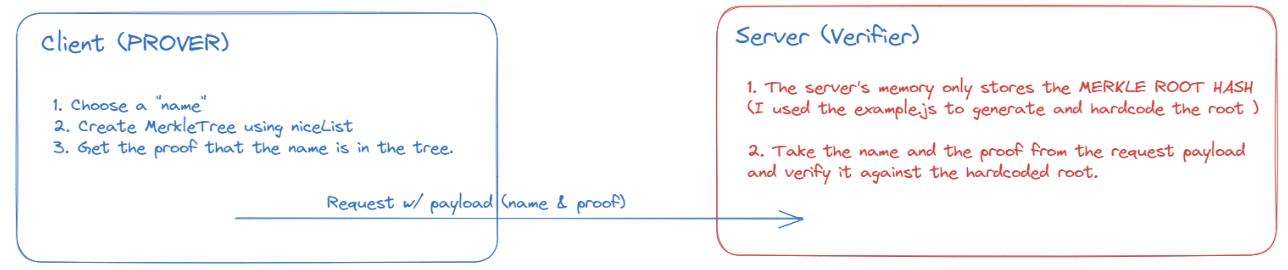 Client (PROVER)
1. Choose a "name"
2. Create MerkleTree using niceList
3. Get the proof that the name is in the tree.
Request w/ payload (name & proof)
Server (Verifier)
1. The server's memory only stores the MERKLE ROOT HASH
(I used the example.js to generate and hardcode the root )
2. Take the name and the proof from the request payload
and verify it against the hardcoded root.